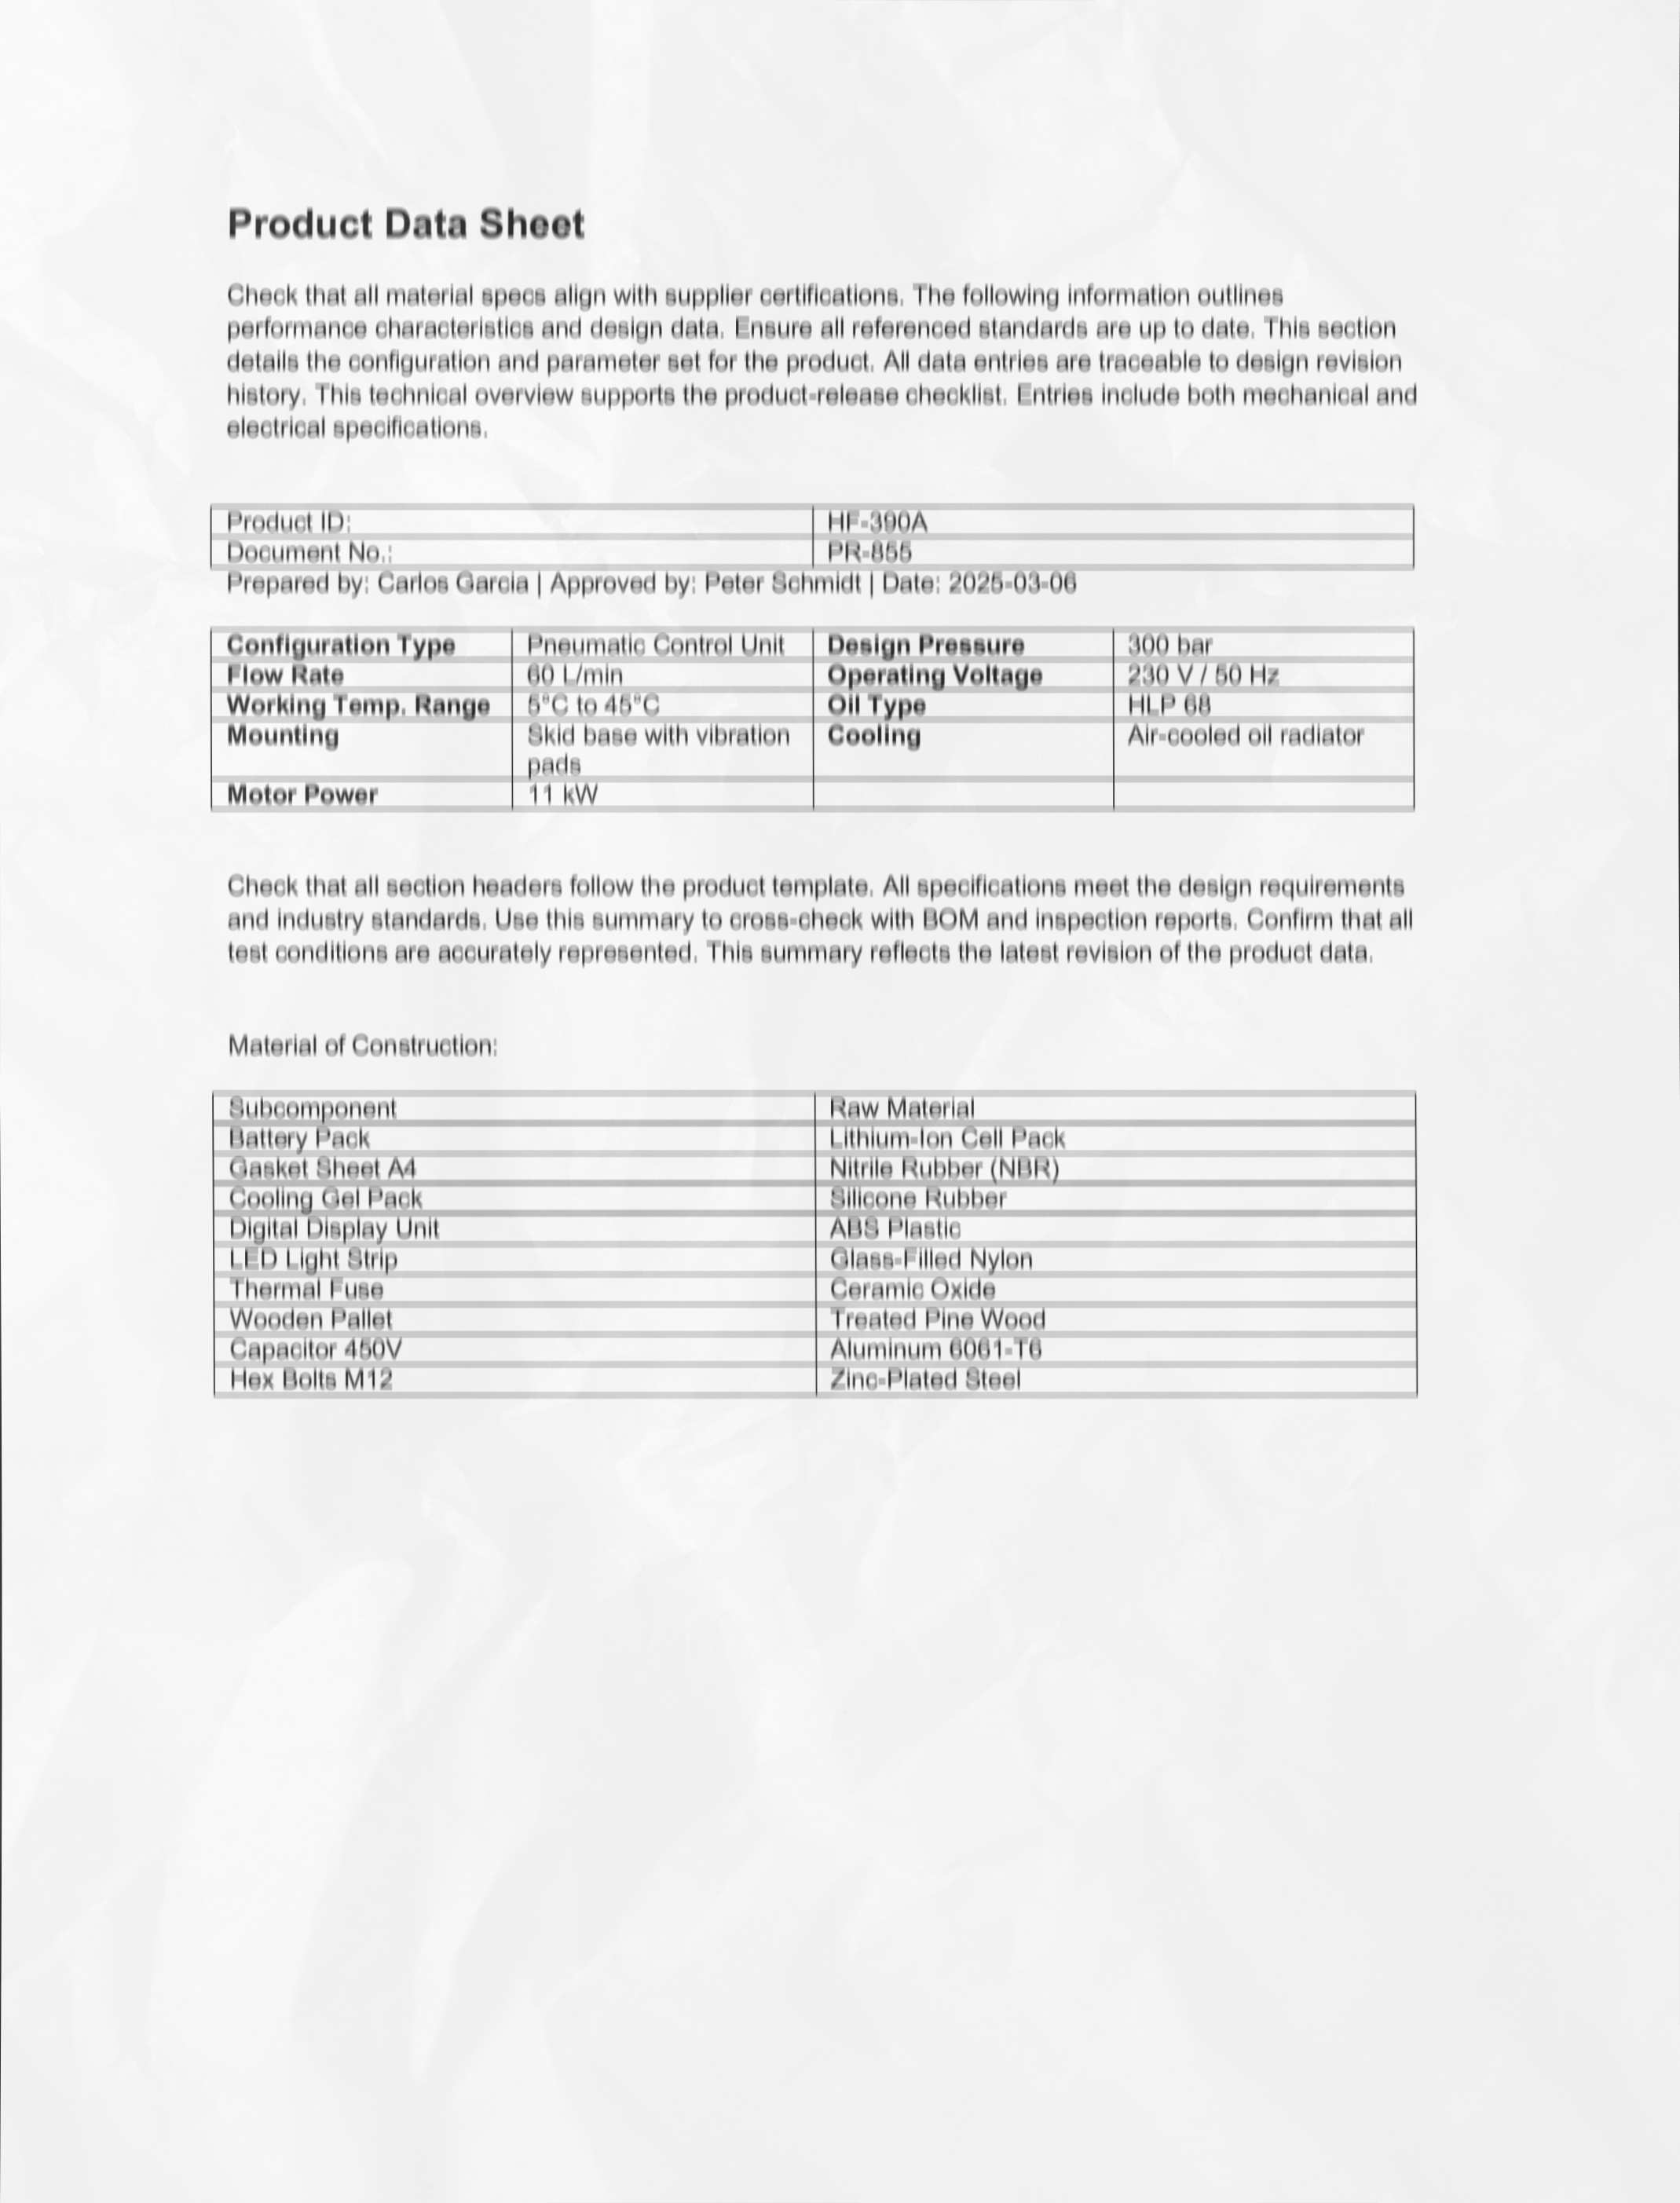 Product Data Sheet
Check that all material specs align with supplier certifications. The following information outlines
performance characteristics and design data. Ensure all referenced standards are up to date. This section
details the configuration and parameter set for the product. All data entries are traceable to design revision
history. This technical overview supports the product-release checklist. Entries include both mechanical and
electrical specifications.
Product ID: HF-390A
Document No.: PR-855
Prepared by: Carlos Garcia | Approved by: Peter Schmidt | Date: 2025-03-06
Configuration Type Pneumatic Control Unit Design Pressure 300 bar
Flow Rate 60 L/min Operating Voltage 230 V / 50 Hz
Working Temp. Range 5°C to 45°C Oil Type HLP 68
Mounting Skid base with vibration Cooling Air-cooled oil radiator
pads
Motor Power 11 kW
Check that all section headers follow the product template. All specifications meet the design requirements
and industry standards. Use this summary to cross-check with BOM and inspection reports. Confirm that all
test conditions are accurately represented. This summary reflects the latest revision of the product data.
Material of Construction:
Subcomponent Raw Material
Battery Pack Lithium-Ion Cell Pack
Gasket Sheet A4 Nitrile Rubber (NBR)
Cooling Gel Pack Silicone Rubber
Digital Display Unit ABS Plastic
LED Light Strip Glass-Filled Nylon
Thermal Fuse Ceramic Oxide
Wooden Pallet Treated Pine Wood
Capacitor 450V Aluminum 6061-T6
Hex Bolts M12 Zinc-Plated Steel